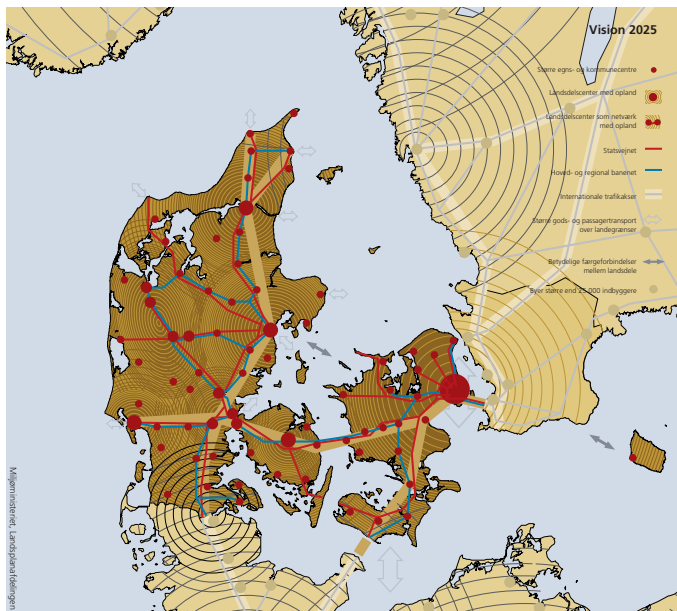 Vision 2025
Større egns- og kommunecentre
Landsdelscenter med opland
Landsdelscenter som netværk
med opland
Statsvejnet
Hoved- og regional banenet
Internationale trafikakser
Større gods- og passagertransport
over landegrænser
Betydelige færgeforbindelser
mellem landsdele
Byer større end 25.000 indbyggere
Miljøministeriet, Landsplanafdelingen